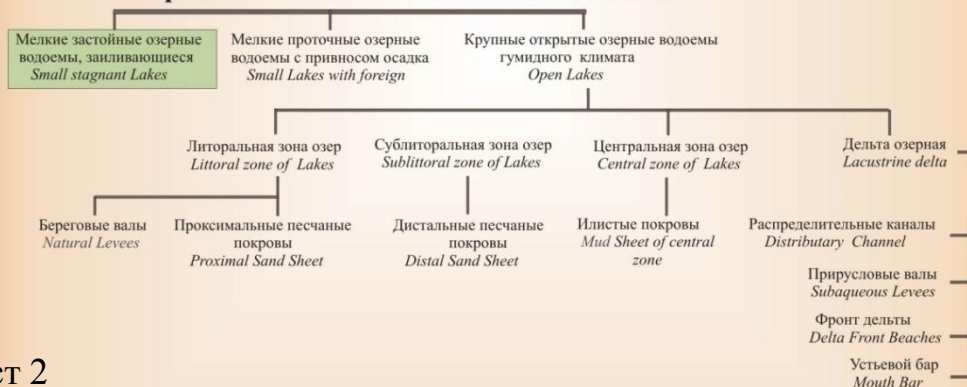 Мелкие застойные озерные
водоемы, заиливающиеся
Small stagnant Lakes
Мелкие проточные озерные
водоемы с привносом осадка
Small Lakes with foreign
Крупные открытые озерные водоемы
гумидного климата
Open Lakes
Литоральная зона озер
Littoral zone of Lakes
Сублиторальная зона озер
Sublittoral zone of Lakes
Центральная зона озер
Central zone of Lakes
Дельта озерная
Lacustrine delta
Береговые валы
Natural Levees
Проксимальные песчаные
покровы
Proximal Sand Sheet
Дистальные песчаные
покровы
Distal Sand Sheet
Илистые покровы
Mud Sheet of central
zone
Распределительные каналы
Distributary Channel
Прирусловые валы
Subaqueous Levees
Фронт дельты
Delta Front Beaches
Устьевой бар
Mouth Bar
ст 2